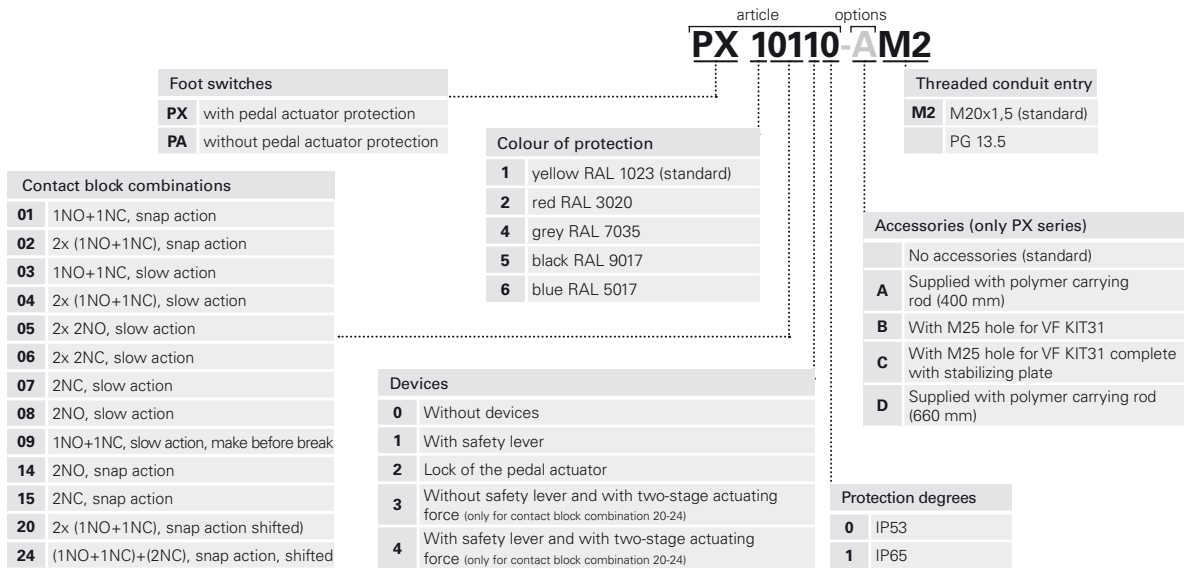 article options
PX 10110-AM2
Foot switches
PX with pedal actuator protection
PA without pedal actuator protection
Threaded conduit entry
M2 M20x1,5 (standard)
PG 13.5
Colour of protection
1 yellow RAL 1023 (standard)
2 red RAL 3020
4 grey RAL 7035
5 black RAL 9017
6 blue RAL 5017
Contact block combinations
01 1NO+1NC, snap action
02 2x (1NO+1NC), snap action
03 1NO+1NC, slow action
04 2x (1NO+1NC), slow action
05 2x 2NO, slow action
06 2x 2NC, slow action
07 2NC, slow action
08 2NO, slow action
09 1NO+1NC, slow action, make before break
14 2NO, snap action
15 2NC, snap action
20 2x (1NO+1NC), snap action shifted)
24 (1NO+1NC)+(2NC), snap action, shifted
Accessories (only PX series)
No accessories (standard)
A Supplied with polymer carrying
rod (400 mm)
B With M25 hole for VF KIT31
C With M25 hole for VF KIT31 complete
with stabilizing plate
D Supplied with polymer carrying rod
(660 mm)
Devices
0 Without devices
1 With safety lever
2 Lock of the pedal actuator
3 Without safety lever and with two-stage actuating
force (only for contact block combination 20-24)
4 With safety lever and with two-stage actuating
force (only for contact block combination 20-24)
Protection degrees
0 IP53
1 IP65